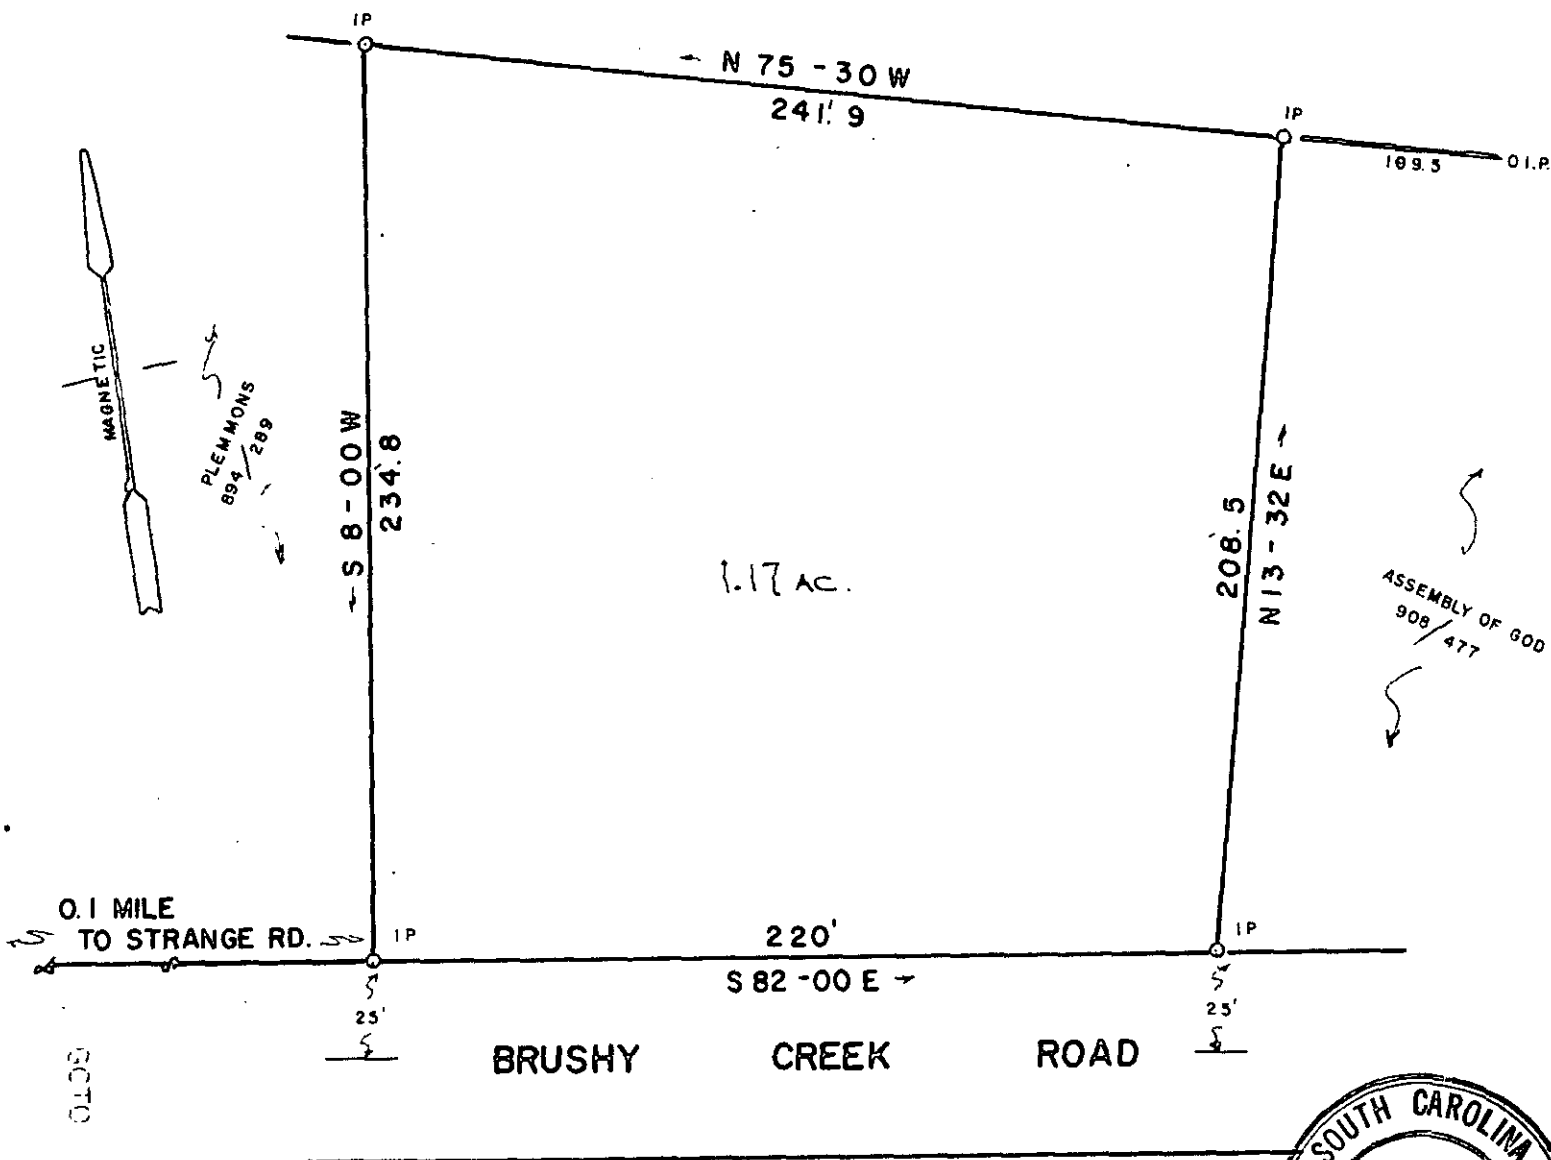 IP
N 75 - 30 W
241.' 9
IP
O I.P.
MAGNETIC
PLEMMONS
894 / 289
S 8 - 00 W
234.'8
208.'5
N 13 - 32 E
1.17 AC.
ASSEMBLY OF GOD
908 / 477
0.1 MILE
TO STRANGE RD.
IP
220'
IP
S 82 - 00 E
25'
25'
BRUSHY CREEK ROAD
SOUTH CAROLINA